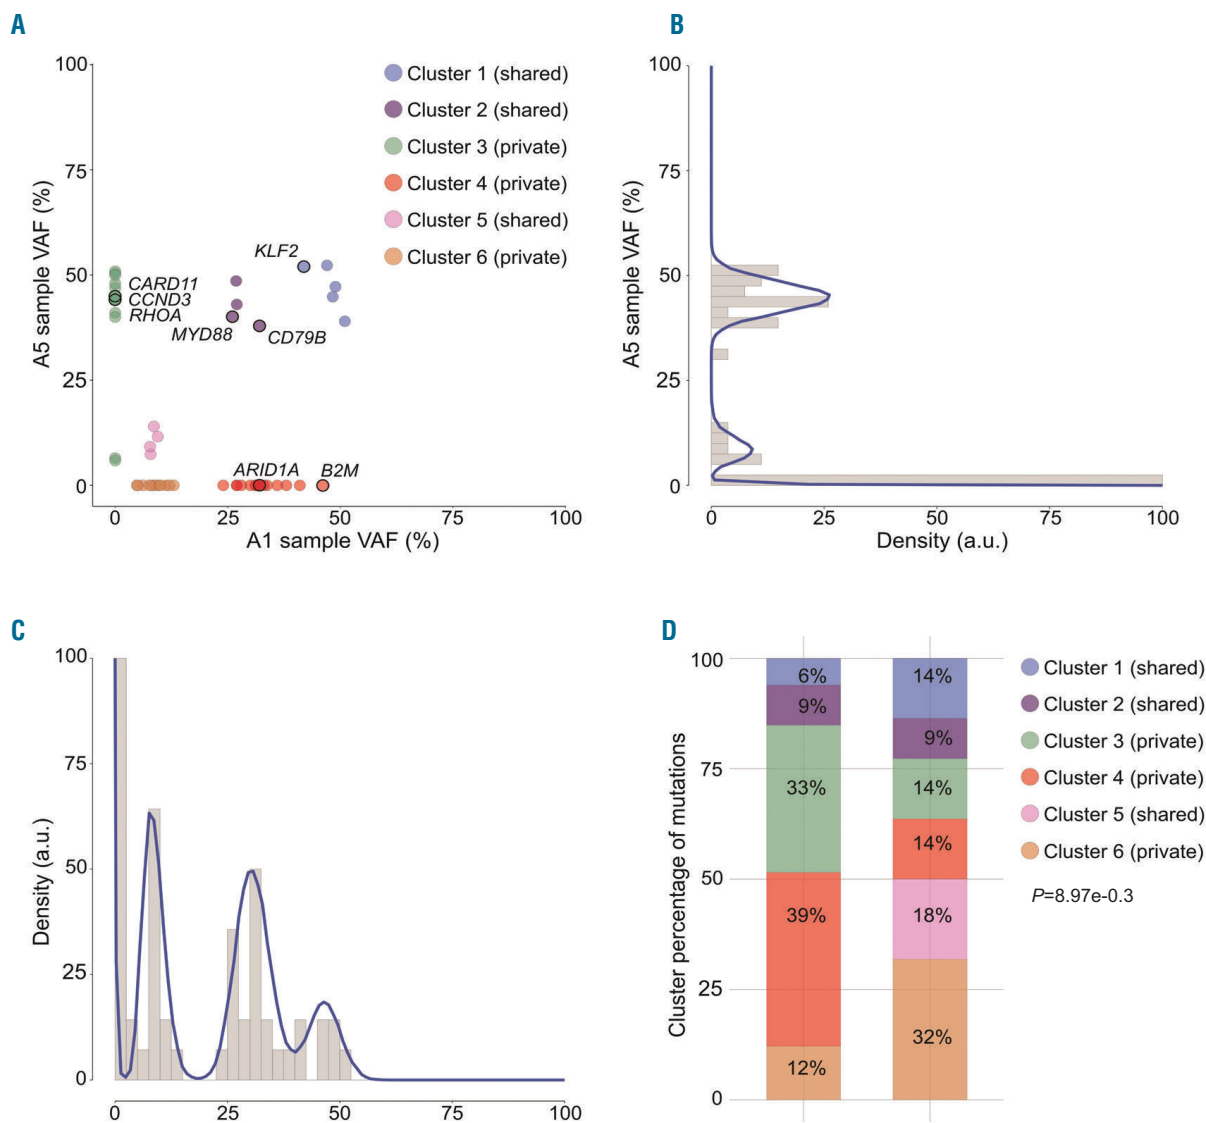 A
B
100
75
50
25
0
A5 sample VAF (%)
Cluster 1 (shared)
Cluster 2 (shared)
Cluster 3 (private)
Cluster 4 (private)
Cluster 5 (shared)
Cluster 6 (private)
KLF2
CARD11
CCND3
RHOA
MYD88
CD79B
ARID1A
B2M
0
25
50
75
100
A1 sample VAF (%)
100
75
50
25
0
A5 sample VAF (%)
0
25
50
75
100
Density (a.u.)
C
D
100
75
50
25
0
Density (a.u.)
0
25
50
75
100
100
75
50
25
0
Cluster percentage of mutations
6%
9%
33%
39%
12%
14%
9%
14%
14%
18%
32%
Cluster 1 (shared)
Cluster 2 (shared)
Cluster 3 (private)
Cluster 4 (private)
Cluster 5 (shared)
Cluster 6 (private)
P=8.97e-0.3